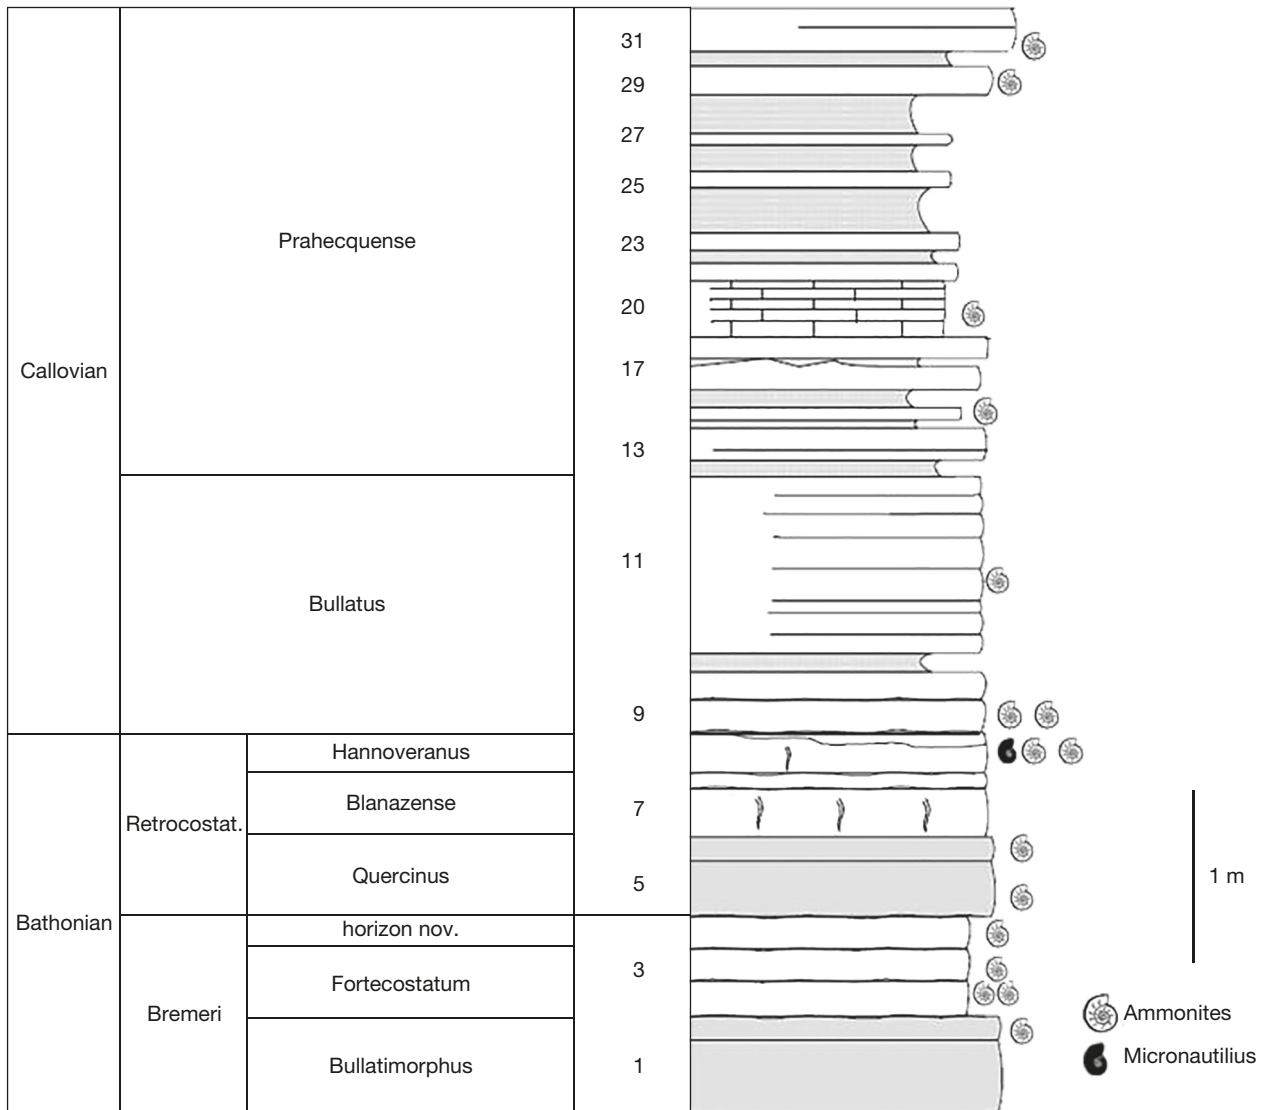 31
29
27
25
Prahecquense
23
20
Callovian
17
13
11
Bullatus
9
Hannoveranus
Blanazense
7
Retrocostat.
Quercinus
5
1 m
Bathonian
horizon nov.
3
Fortecostatum
Bremeri
Ammonites
Micronautilius
Bullatimorphus
1